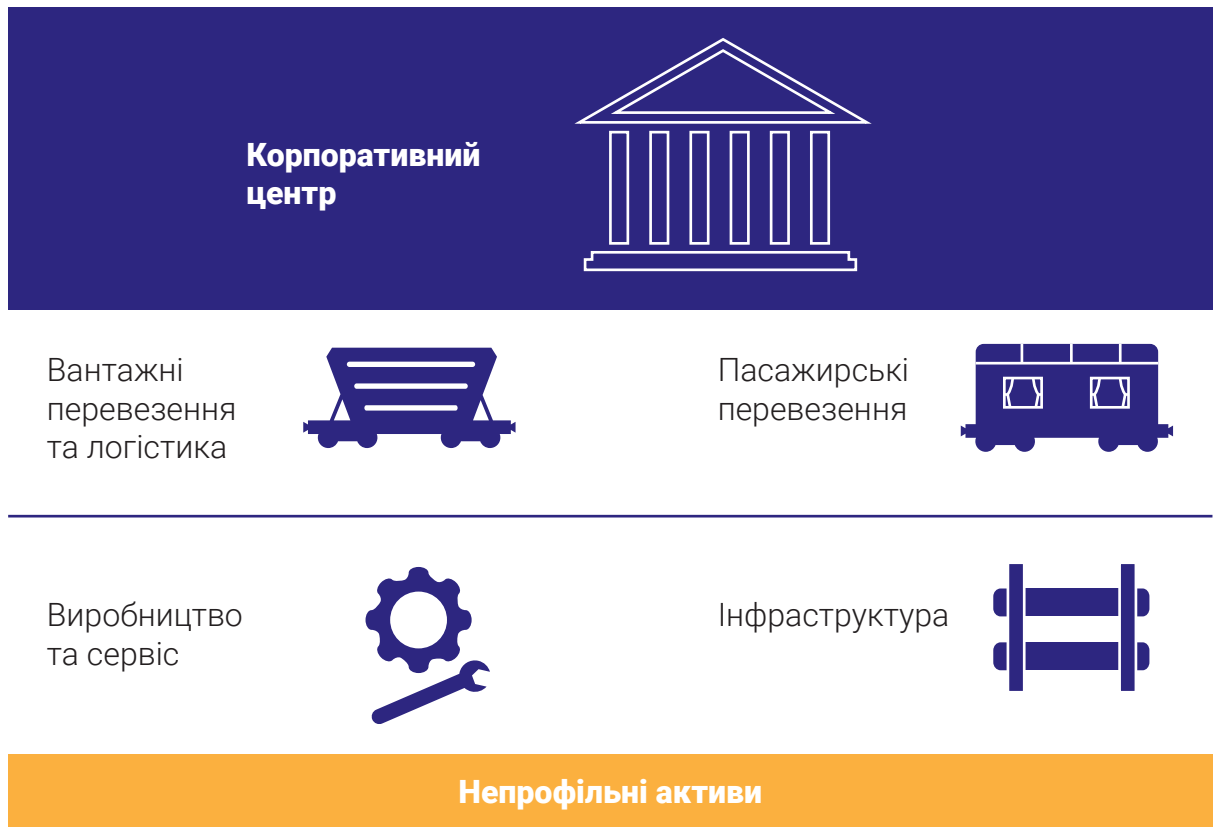 Корпоративний
центр
Вантажні
перевезення
та логістика
Пасажирські
перевезення
Виробництво
та сервіс
Інфраструктура
Непрофільні активи